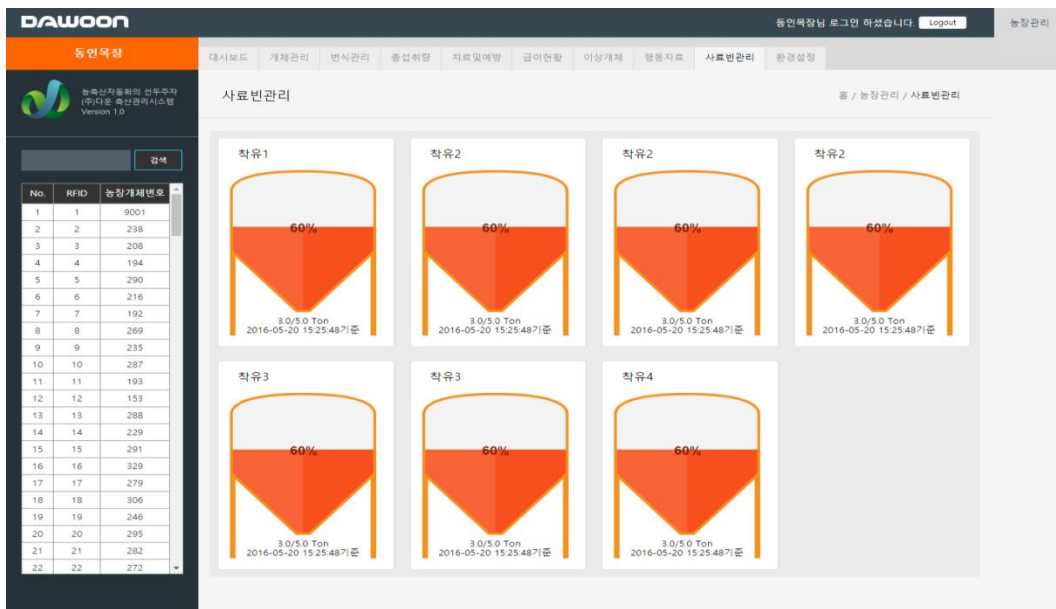 DAWOON
동인목장님 로그인 하셨습니다. Logout
농장관리
동인목장
대시보드 개체관리 번식관리 총섭취량 치료및예방 급이현황 이상개체 행동자료 사료빈관리 환경설정
농축산자동화의 선두주자
(주)다운 축산관리시스템
Version 1.0
사료빈관리
홈 / 농장관리 / 사료빈관리
검색
No. RFID 농장개체번호
1 1 9001
2 2 238
3 3 208
4 4 194
5 5 290
6 6 216
7 7 192
8 8 269
9 9 235
10 10 287
11 11 193
12 12 153
13 13 288
14 14 229
15 15 291
16 16 329
17 17 279
18 18 306
19 19 246
20 20 295
21 21 282
22 22 272
착유1
60%
3.0/5.0 Ton
2016-05-20 15:25:48기준
착유2
60%
3.0/5.0 Ton
2016-05-20 15:25:48기준
착유2
60%
3.0/5.0 Ton
2016-05-20 15:25:48기준
착유2
60%
3.0/5.0 Ton
2016-05-20 15:25:48기준
착유3
60%
3.0/5.0 Ton
2016-05-20 15:25:48기준
착유3
60%
3.0/5.0 Ton
2016-05-20 15:25:48기준
착유4
60%
3.0/5.0 Ton
2016-05-20 15:25:48기준